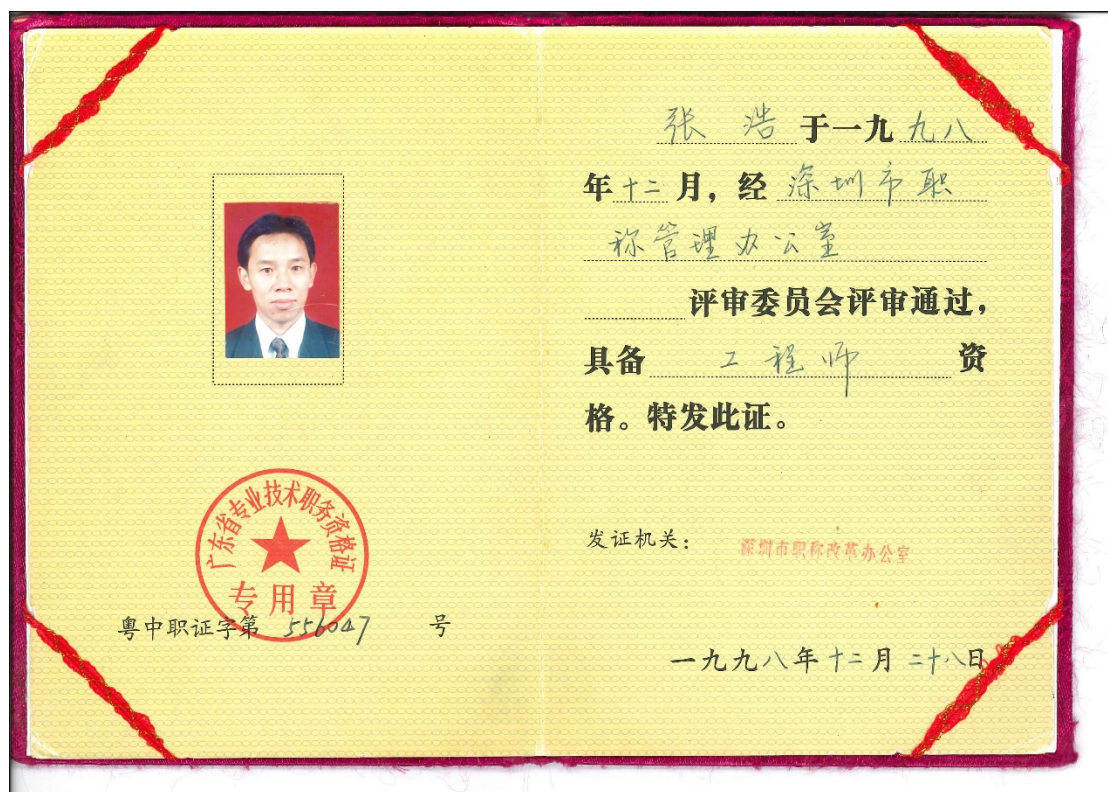 广东省专业技术职务资格证
专用章
粤中职证字第 556047 号
张 浩 于一九九八
年十二月，经 深圳市职
称管理办公室
评审委员会评审通过，
具备 工程师 资
格。特发此证。
发证机关：深圳市职称改革办公室
一九九八年十二月二十八日